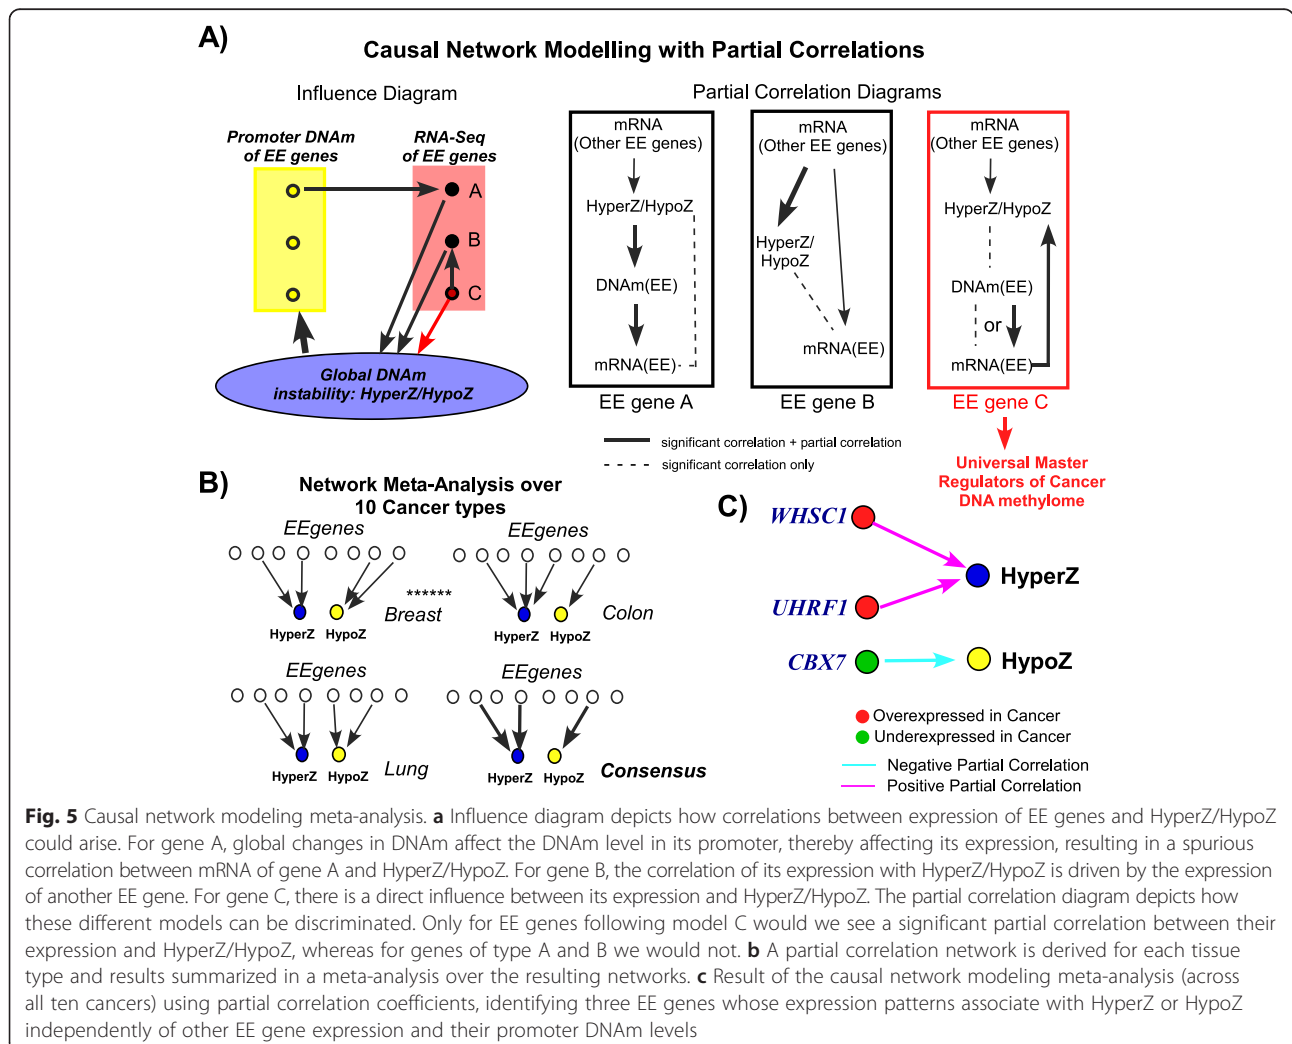 A)
Causal Network Modelling with Partial Correlations
Influence Diagram
Partial Correlation Diagrams
Promoter DNAm
of EE genes
RNA-Seq
of EE genes
A
B
C
Global DNAm
instability: HyperZ/HypoZ
mRNA
(Other EE genes)
HyperZ/HypoZ
DNAm(EE)
mRNA(EE)
EE gene A
mRNA
(Other EE genes)
HyperZ/
HypoZ
mRNA(EE)
EE gene B
mRNA
(Other EE genes)
HyperZ/HypoZ
DNAm(EE)
or
mRNA(EE)
EE gene C
significant correlation + partial correlation
significant correlation only
Universal Master
Regulators of Cancer
DNA methylome
B)
Network Meta-Analysis over
10 Cancer types
EEgenes
HyperZ
HypoZ
Breast
******
EEgenes
HyperZ
HypoZ
Colon
EEgenes
HyperZ
HypoZ
Lung
EEgenes
HyperZ
HypoZ
Consensus
C)
WHSC1
HyperZ
UHRF1
CBX7
HypoZ
Overexpressed in Cancer
Underexpressed in Cancer
Negative Partial Correlation
Positive Partial Correlation
Fig. 5 Causal network modeling meta-analysis. a Influence diagram depicts how correlations between expression of EE genes and HyperZ/HypoZ
could arise. For gene A, global changes in DNAm affect the DNAm level in its promoter, thereby affecting its expression, resulting in a spurious
correlation between mRNA of gene A and HyperZ/HypoZ. For gene B, the correlation of its expression with HyperZ/HypoZ is driven by the expression
of another EE gene. For gene C, there is a direct influence between its expression and HyperZ/HypoZ. The partial correlation diagram depicts how
these different models can be discriminated. Only for EE genes following model C would we see a significant partial correlation between their
expression and HyperZ/HypoZ, whereas for genes of type A and B we would not. b A partial correlation network is derived for each tissue
type and results summarized in a meta-analysis over the resulting networks. c Result of the causal network modeling meta-analysis (across
all ten cancers) using partial correlation coefficients, identifying three EE genes whose expression patterns associate with HyperZ or HypoZ
independently of other EE gene expression and their promoter DNAm levels